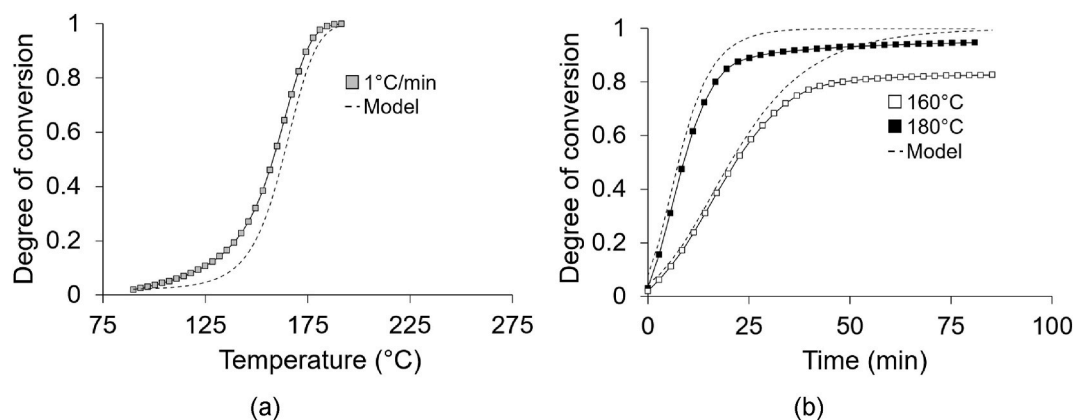 1
0.8
0.6
0.4
0.2
0
Degree of conversion
1°C/min
Model
75
125
175
225
275
Temperature (°C)
(a)
1
0.8
0.6
0.4
0.2
0
Degree of conversion
160°C
180°C
Model
0
25
50
75
100
Time (min)
(b)